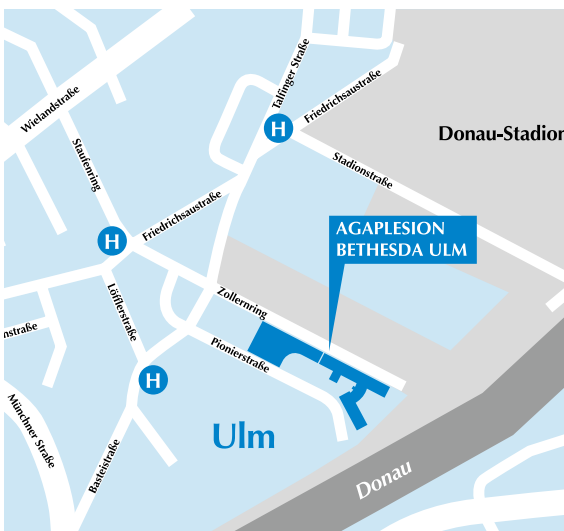 Talfinger Straße
Friedrichsaustraße
Wielandstraße
H
Donau-Stadion
Staufenring
Stadionstraße
Friedrichsaustraße
AGAPLESION
BETHESDA ULM
H
Löfflerstraße
Zollernring
nstraße
Pionierstraße
H
Münchner Straße
Ulm
Basteistraße
Donau